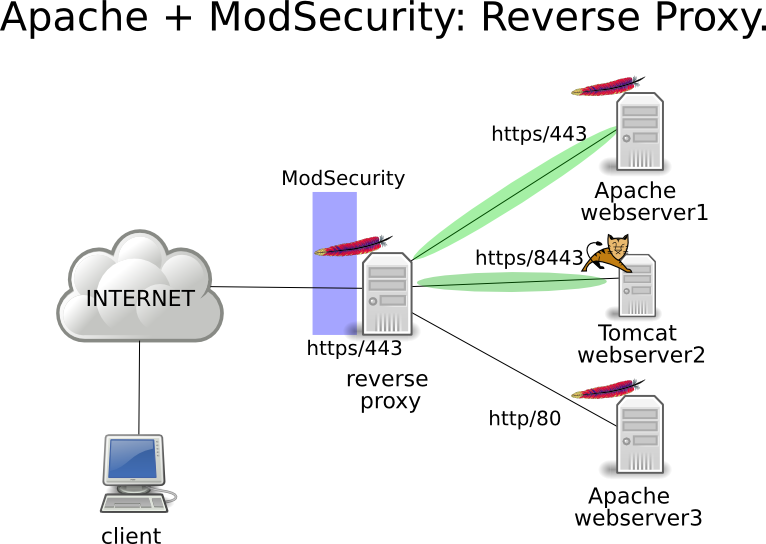 Apache + ModSecurity: Reverse Proxy.
https/443
ModSecurity
Apache
webserver1
https/8443
INTERNET
Tomcat
webserver2
https/443
reverse
proxy
http/80
Apache
webserver3
client